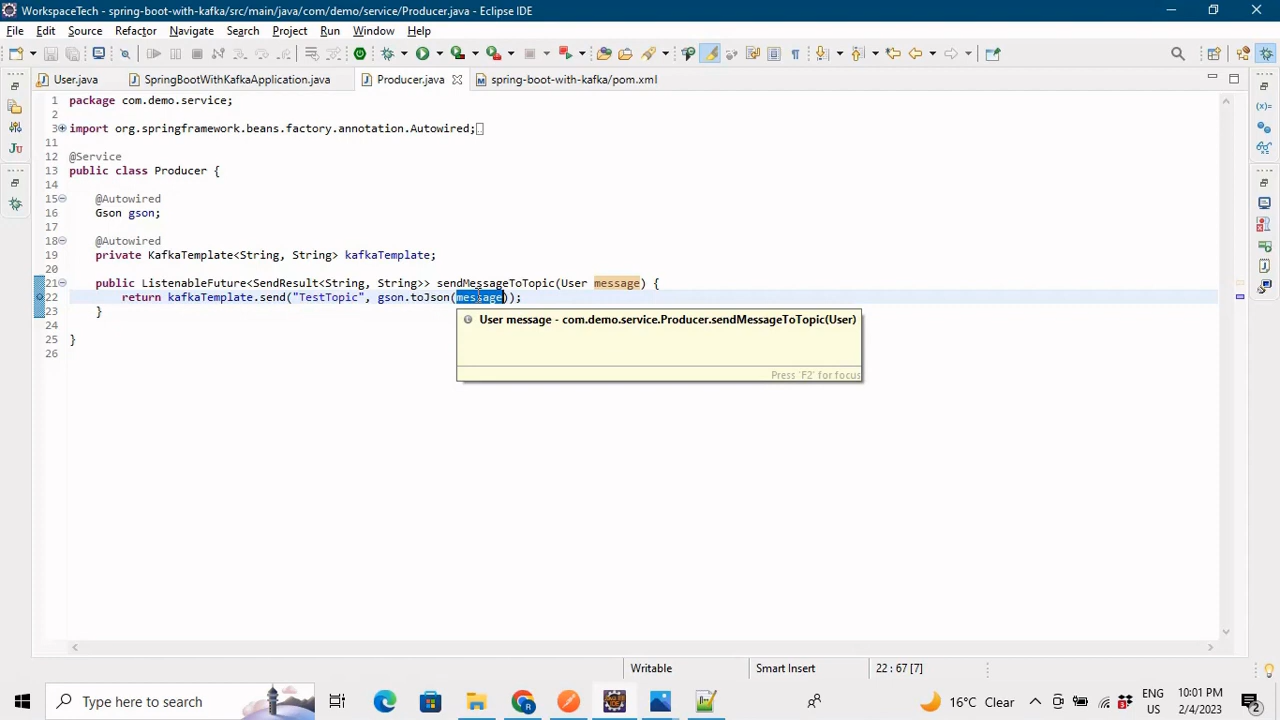 WorkspaceTech - spring-boot-with-kafka/src/main/java/com/demo/service/Producer.java - Eclipse IDE
File Edit Source Refactor Navigate Search Project Run Window Help
User.java SpringBootWithKafkaApplication.java Producer.java spring-boot-with-kafka/pom.xml
1 package com.demo.service;
2
3 import org.springframework.beans.factory.annotation.Autowired;
11
12 @Service
13 public class Producer {
14
15 @Autowired
16 Gson gson;
17
18 @Autowired
19 private KafkaTemplate<String, String> kafkaTemplate;
20
21 public ListenableFuture<SendResult<String, String>> sendMessageToTopic(User message) {
22 return kafkaTemplate.send("TestTopic", gson.toJson(message));
23 }
User message - com.demo.service.Producer.sendMessageToTopic(User)
24
25 }
26
Press 'F2' for focus
Writable Smart Insert 22 : 67 [7]
Type here to search
16°C Clear
ENG
US
10:01 PM
2/4/2023
2